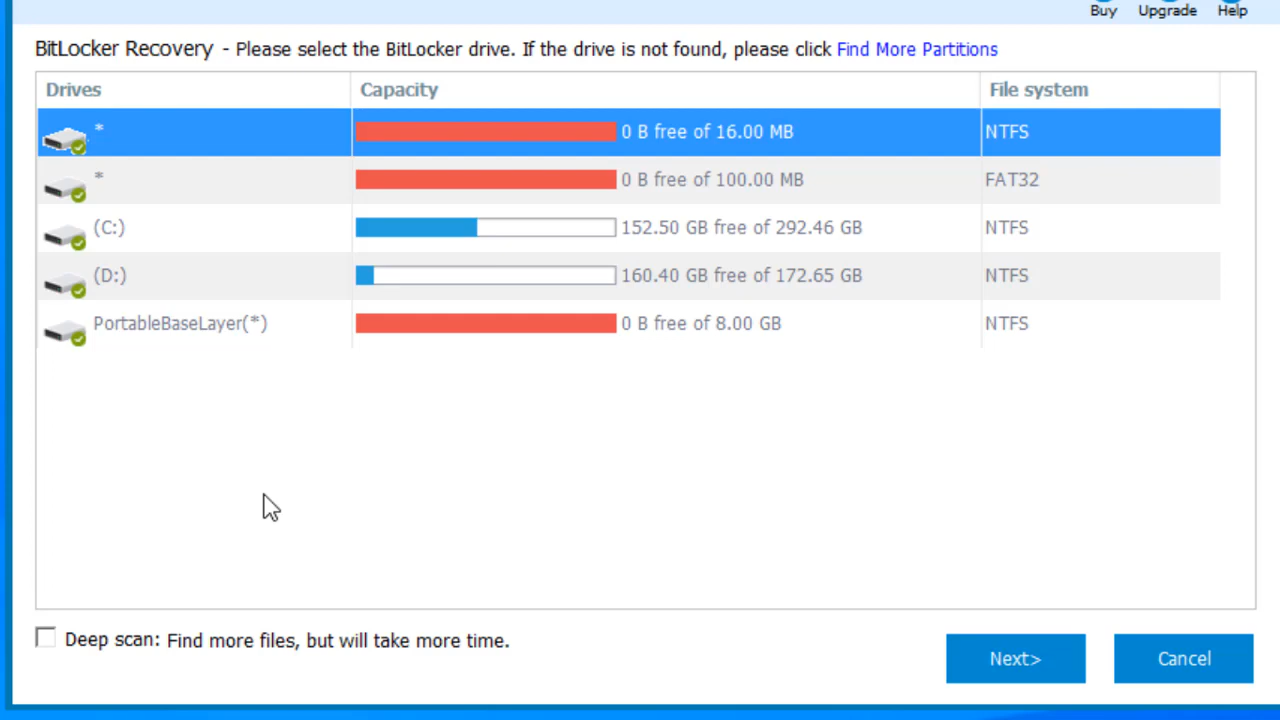 Buy Upgrade Help
BitLocker Recovery - Please select the BitLocker drive. If the drive is not found, please click Find More Partitions
Drives Capacity File system
* 0 B free of 16.00 MB NTFS
* 0 B free of 100.00 MB FAT32
(C:) 152.50 GB free of 292.46 GB NTFS
(D:) 160.40 GB free of 172.65 GB NTFS
PortableBaseLayer(*) 0 B free of 8.00 GB NTFS
Deep scan: Find more files, but will take more time.
Next> Cancel